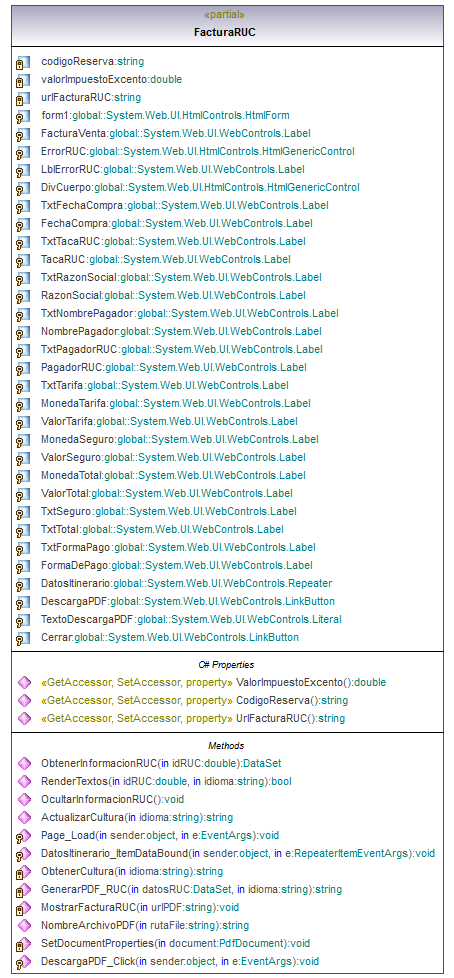 «partial»
FacturaRUC
codigoReserva:string
valorImpuestoExcento:double
urlFacturaRUC:string
form1:global::System.Web.UI.HtmlControls.HtmlForm
FacturaVenta:global::System.Web.UI.WebControls.Label
ErrorRUC:global::System.Web.UI.HtmlControls.HtmlGenericControl
LblErrorRUC:global::System.Web.UI.WebControls.Label
DivCuerpo:global::System.Web.UI.HtmlControls.HtmlGenericControl
TxtFechaCompra:global::System.Web.UI.WebControls.Label
FechaCompra:global::System.Web.UI.WebControls.Label
TxtTacaRUC:global::System.Web.UI.WebControls.Label
TacaRUC:global::System.Web.UI.WebControls.Label
TxtRazonSocial:global::System.Web.UI.WebControls.Label
RazonSocial:global::System.Web.UI.WebControls.Label
TxtNombrePagador:global::System.Web.UI.WebControls.Label
NombrePagador:global::System.Web.UI.WebControls.Label
TxtPagadorRUC:global::System.Web.UI.WebControls.Label
PagadorRUC:global::System.Web.UI.WebControls.Label
TxtTarifa:global::System.Web.UI.WebControls.Label
MonedaTarifa:global::System.Web.UI.WebControls.Label
ValorTarifa:global::System.Web.UI.WebControls.Label
MonedaSeguro:global::System.Web.UI.WebControls.Label
ValorSeguro:global::System.Web.UI.WebControls.Label
MonedaTotal:global::System.Web.UI.WebControls.Label
ValorTotal:global::System.Web.UI.WebControls.Label
TxtSeguro:global::System.Web.UI.WebControls.Label
TxtTotal:global::System.Web.UI.WebControls.Label
TxtFormaPago:global::System.Web.UI.WebControls.Label
FormaDePago:global::System.Web.UI.WebControls.Label
DatosItinerario:global::System.Web.UI.WebControls.Repeater
DescargaPDF:global::System.Web.UI.WebControls.LinkButton
TextoDescargaPDF:global::System.Web.UI.WebControls.Literal
Cerrar:global::System.Web.UI.WebControls.LinkButton
C# Properties
«GetAccessor, SetAccessor, property» ValorImpuestoExcento():double
«GetAccessor, SetAccessor, property» CodigoReserva():string
«GetAccessor, SetAccessor, property» UrlFacturaRUC():string
Methods
ObtenerInformacionRUC(in idRUC:double):DataSet
RenderTextos(in idRUC:double, in idioma:string):bool
OcultarInformacionRUC():void
ActualizarCultura(in idioma:string):string
Page_Load(in sender:object, in e:EventArgs):void
DatosItinerario_ItemDataBound(in sender:object, in e:RepeaterItemEventArgs):void
ObtenerCultura(in idioma:string):string
GenerarPDF_RUC(in datosRUC:DataSet, in idioma:string):string
MostrarFacturaRUC(in urlPDF:string):void
NombreArchivoPDF(in rutaFile:string):string
SetDocumentProperties(in document:PdfDocument):void
DescargaPDF_Click(in sender:object, in e:EventArgs):void